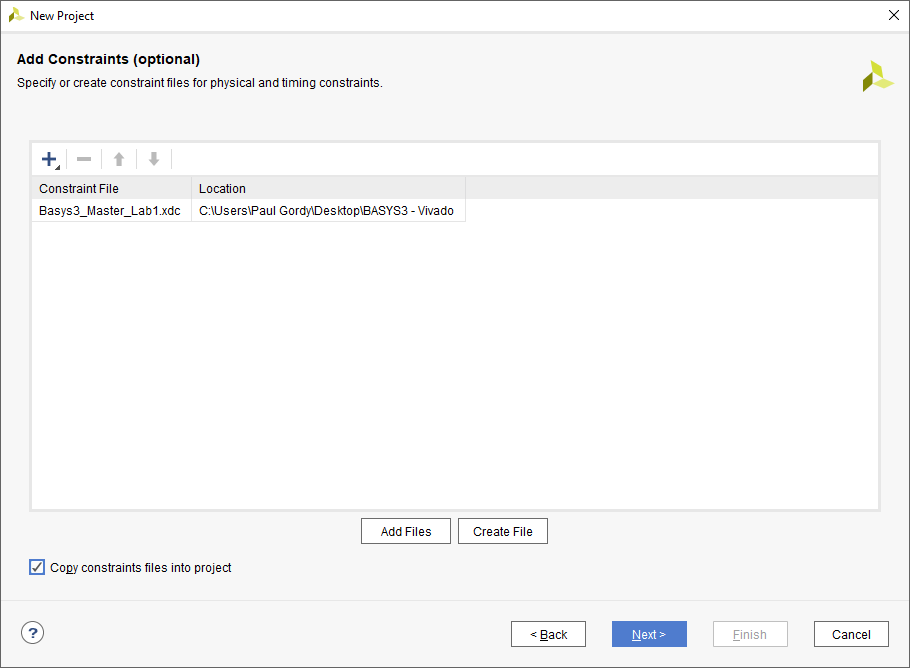 New Project
Add Constraints (optional)
Specify or create constraint files for physical and timing constraints.
Constraint File Location
Basys3_Master_Lab1.xdc C:\Users\Paul Gordy\Desktop\BASYS3 - Vivado
Add Files Create File
Copy constraints files into project
? < Back Next > Finish Cancel